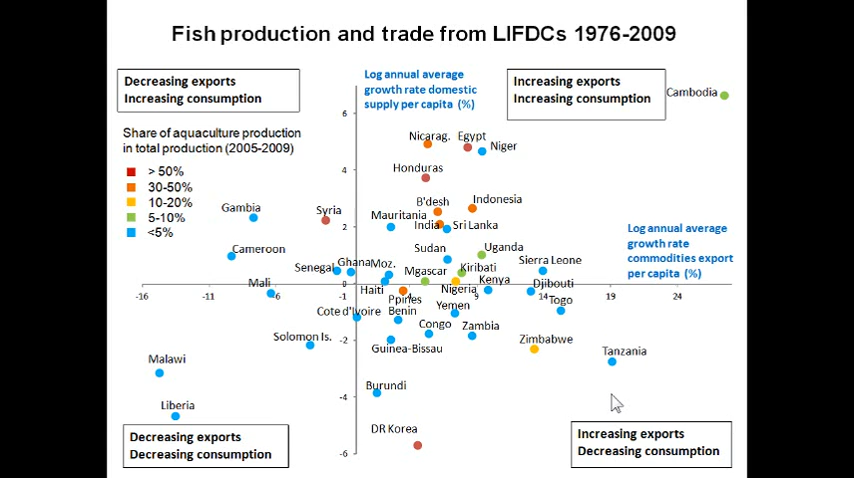 Fish production and trade from LIFDCs 1976-2009
Decreasing exports
Increasing consumption
Log annual average
growth rate domestic
supply per capita (%)
Increasing exports
Increasing consumption
Cambodia
Share of aquaculture production
in total production (2005-2009)
> 50%
30-50%
10-20%
5-10%
<5%
6
Nicarag.
Egypt
Niger
4
Honduras
B'desh
Indonesia
Gambia
Syria
Mauritania
India
Sri Lanka
2
Log annual average
growth rate
commodities export
per capita (%)
Cameroon
Sudan
Uganda
Senegal
Ghana
Moz.
Mgascar
Kiribati
Sierra Leone
Mali
Haiti
Nigeria
Kenya
Djibouti
0
-16
-11
-6
-1
9
14
19
24
Ppines
Togo
Cote d'Ivoire
Benin
Yemen
Solomon Is.
Congo
Zambia
-2
Guinea-Bissau
Zimbabwe
Tanzania
Malawi
Burundi
-4
Liberia
DR Korea
-6
Decreasing exports
Decreasing consumption
Increasing exports
Decreasing consumption